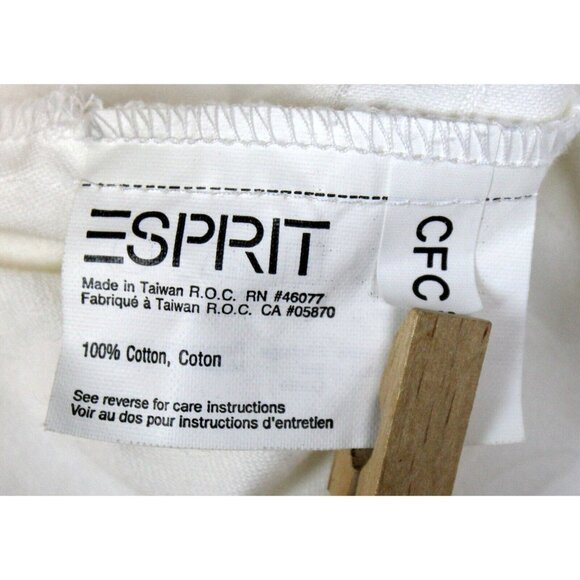 ESPRIT
Made in Taiwan R.O.C. RN #46077
Fabriqué à Taiwan R.O.C. CA #05870
100% Cotton, Coton
See reverse for care instructions
Voir au dos pour instructions d'entretien
CFC